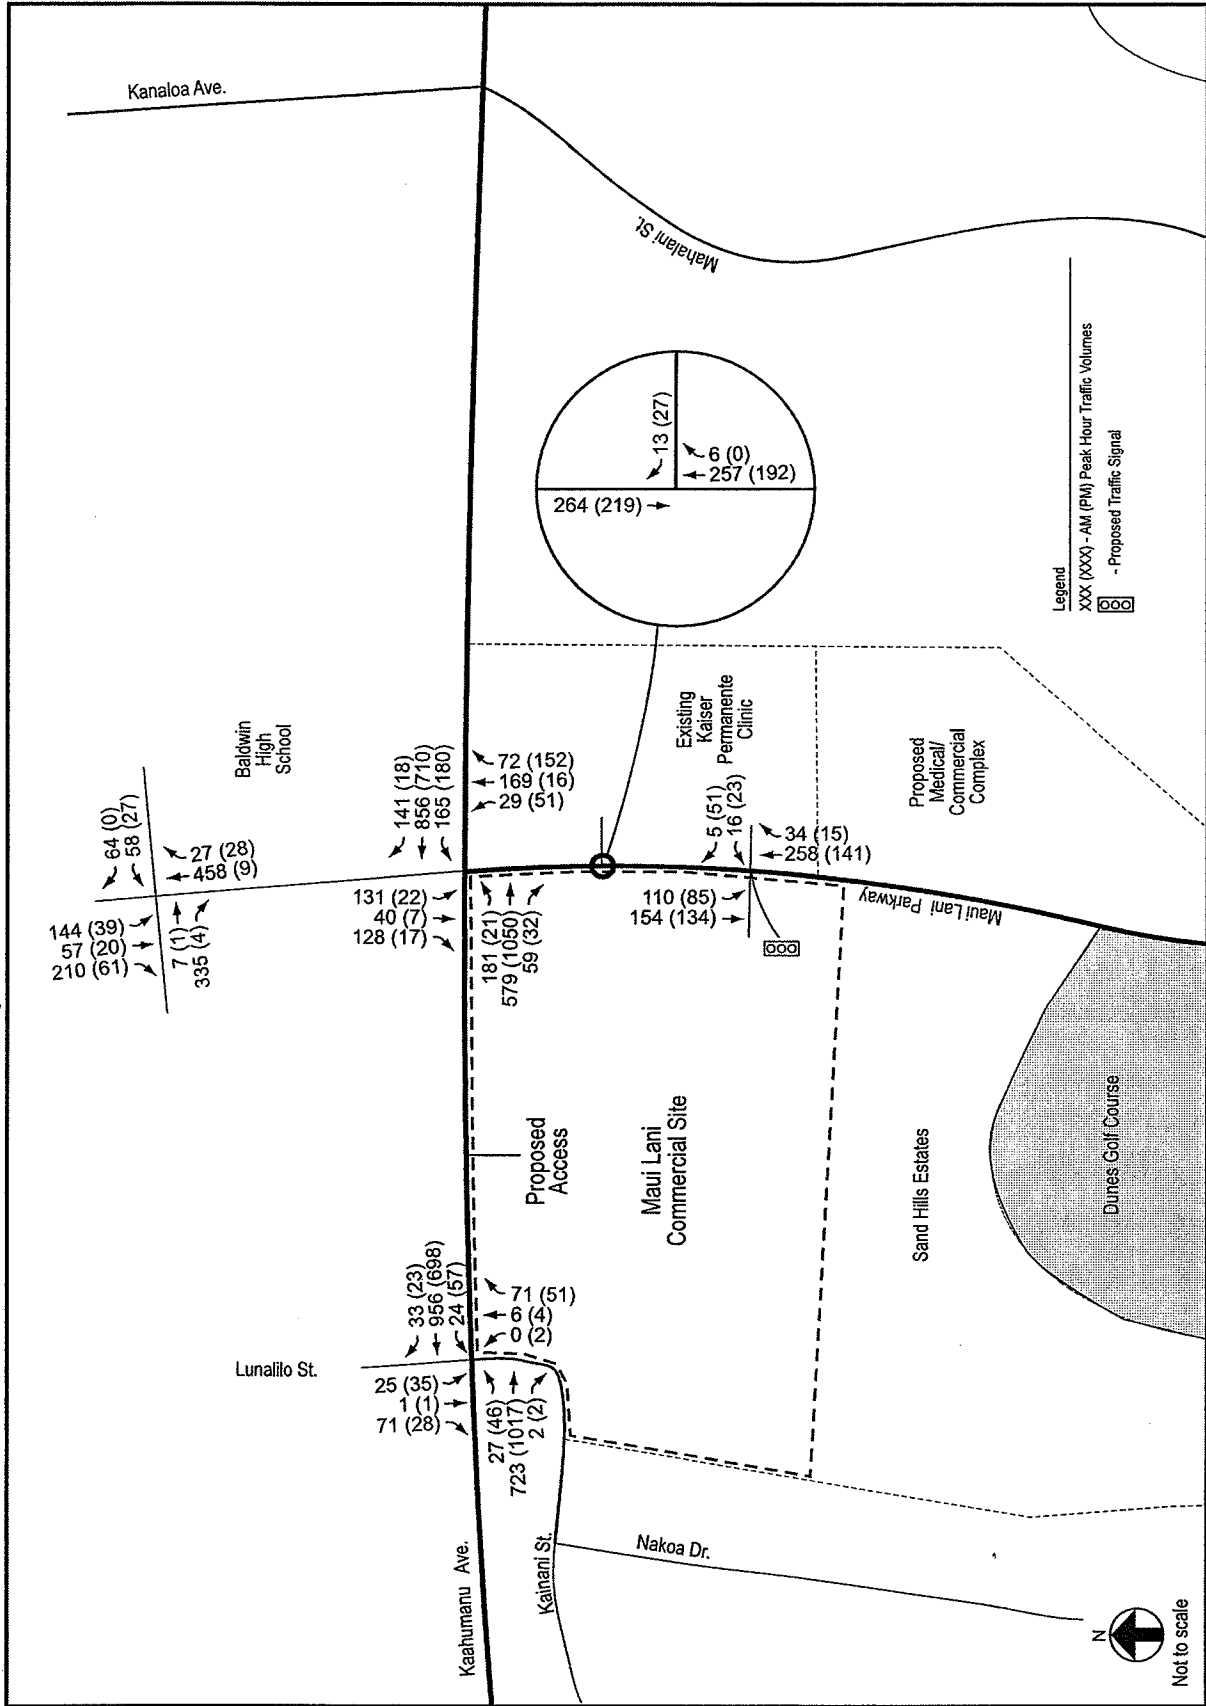 Kanaloa Ave.
Mahalani St.
13 (27)
6 (0)
257 (192)
264 (219)
Legend
XXX (XXX) - AM (PM) Peak Hour Traffic Volumes
- Proposed Traffic Signal
Baldwin
High
School
64 (0)
58 (27)
27 (28)
458 (9)
144 (39)
57 (20)
210 (61)
7 (1)
335 (4)
141 (18)
856 (710)
165 (180)
72 (152)
169 (16)
29 (51)
131 (22)
40 (7)
128 (17)
181 (21)
579 (1050)
59 (32)
Existing
Kaiser
Permanente
Clinic
5 (51)
16 (23)
34 (15)
258 (141)
110 (85)
154 (134)
Proposed
Medical/
Commercial
Complex
Maui Lani Parkway
Proposed
Access
Maui Lani
Commercial Site
Sand Hills Estates
Dunes Golf Course
Lunalilo St.
33 (23)
956 (698)
24 (57)
71 (51)
6 (4)
0 (2)
25 (35)
1 (1)
71 (28)
27 (46)
723 (1017)
2 (2)
Kaahumanu Ave.
Kainani St.
Nakoa Dr.
N
Not to scale